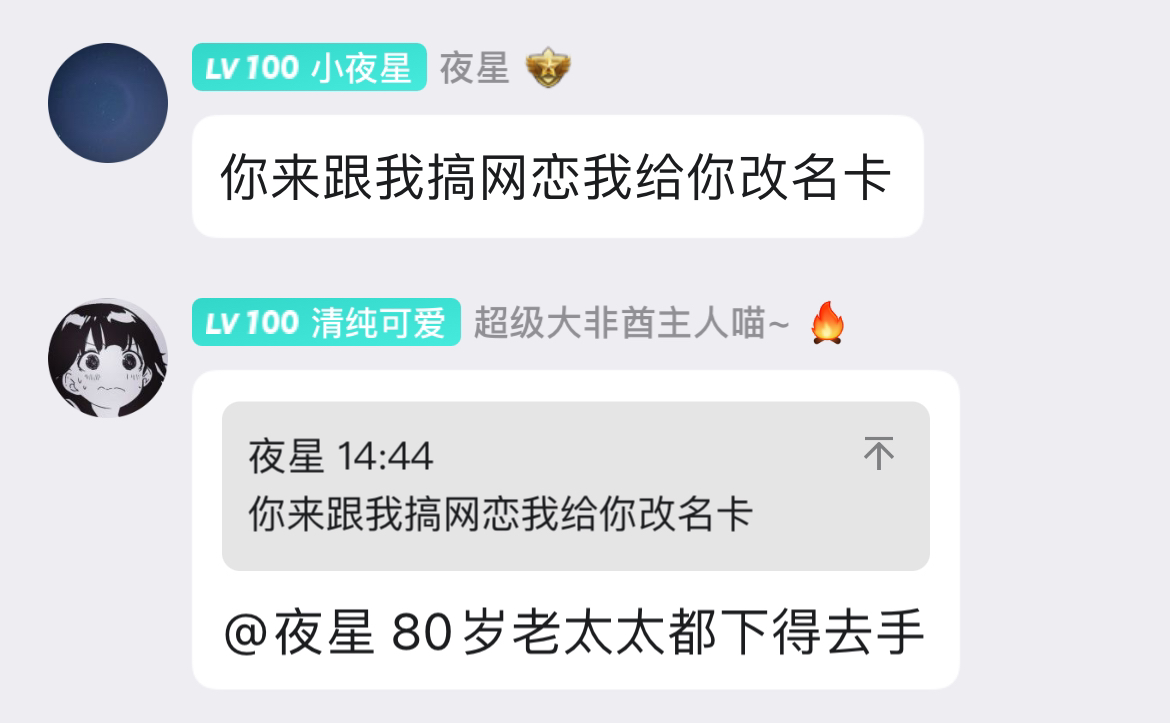 LV 100 小夜星 夜星
你来跟我搞网恋我给你改名卡
LV 100 清纯可爱 超级大非酋主人喵~
夜星 14:44
你来跟我搞网恋我给你改名卡
@夜星 80岁老太太都下得去手